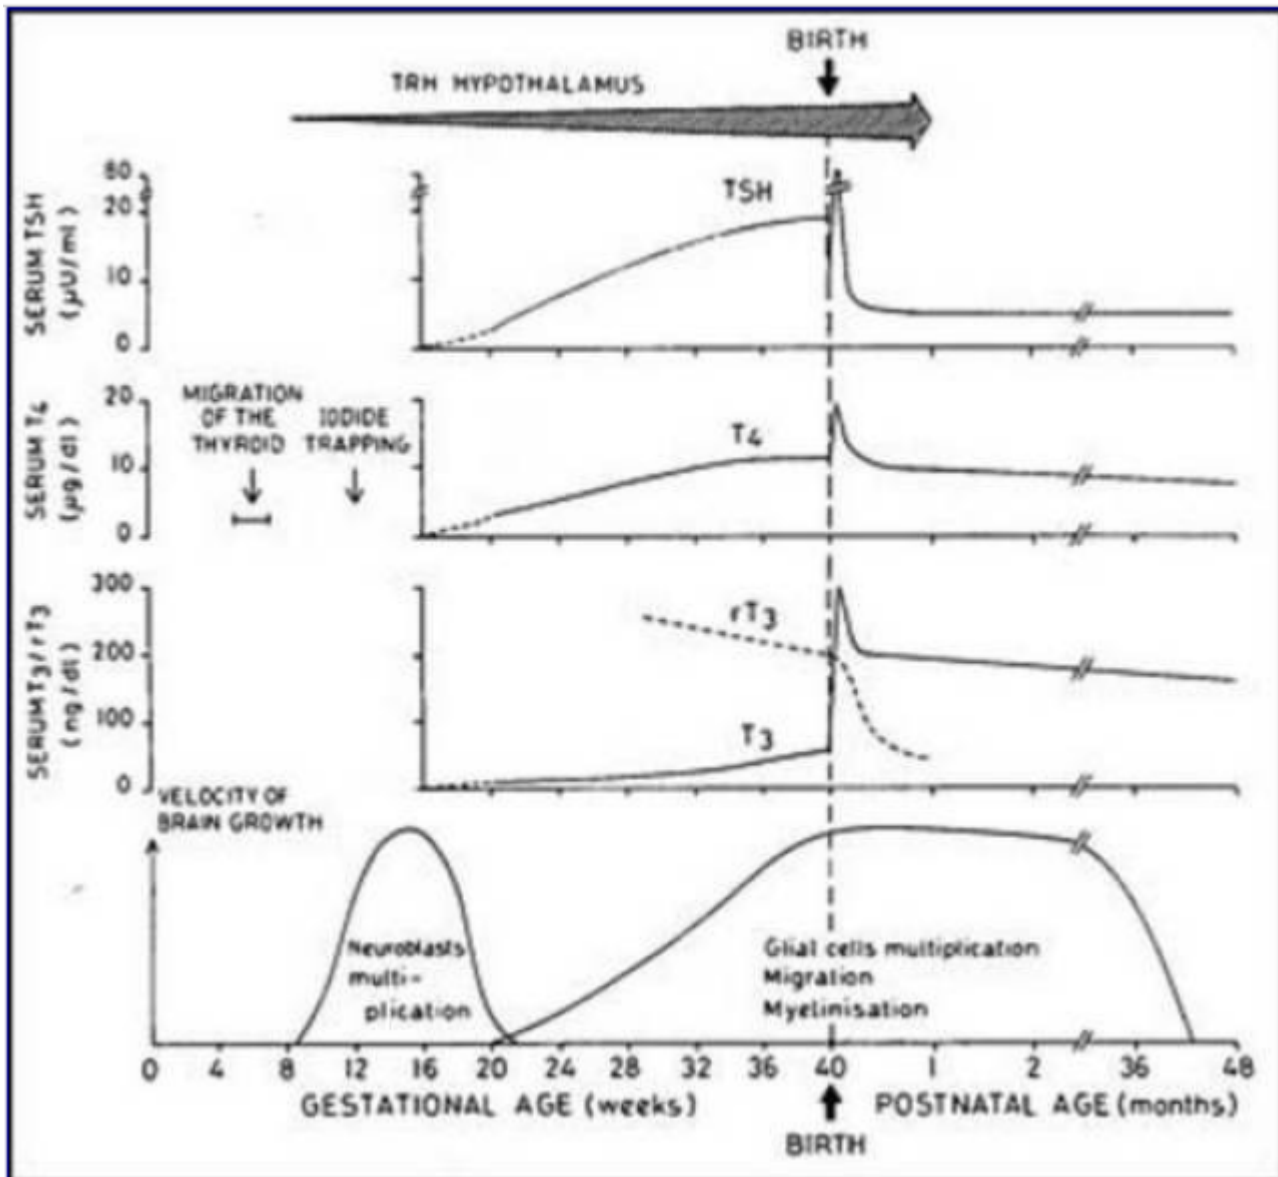 BIRTH
TRH HYPOTHALAMUS
SERUM TSH
(µU/ml)
80
20
10
0
TSH
SERUM T4
(µg/dl)
20
10
0
MIGRATION
OF THE
THYROID
IODIDE
TRAPPING
T4
SERUM T3/rT3
(ng/dl)
300
200
100
0
rT3
T3
VELOCITY OF
BRAIN GROWTH
Neuroblasts
multi-
plication
Glial cells multiplication
Migration
Myelinisation
0 4 8 12 16 20 24 28 32 36 40 1 2 36 48
GESTATIONAL AGE (weeks)
POSTNATAL AGE (months)
BIRTH